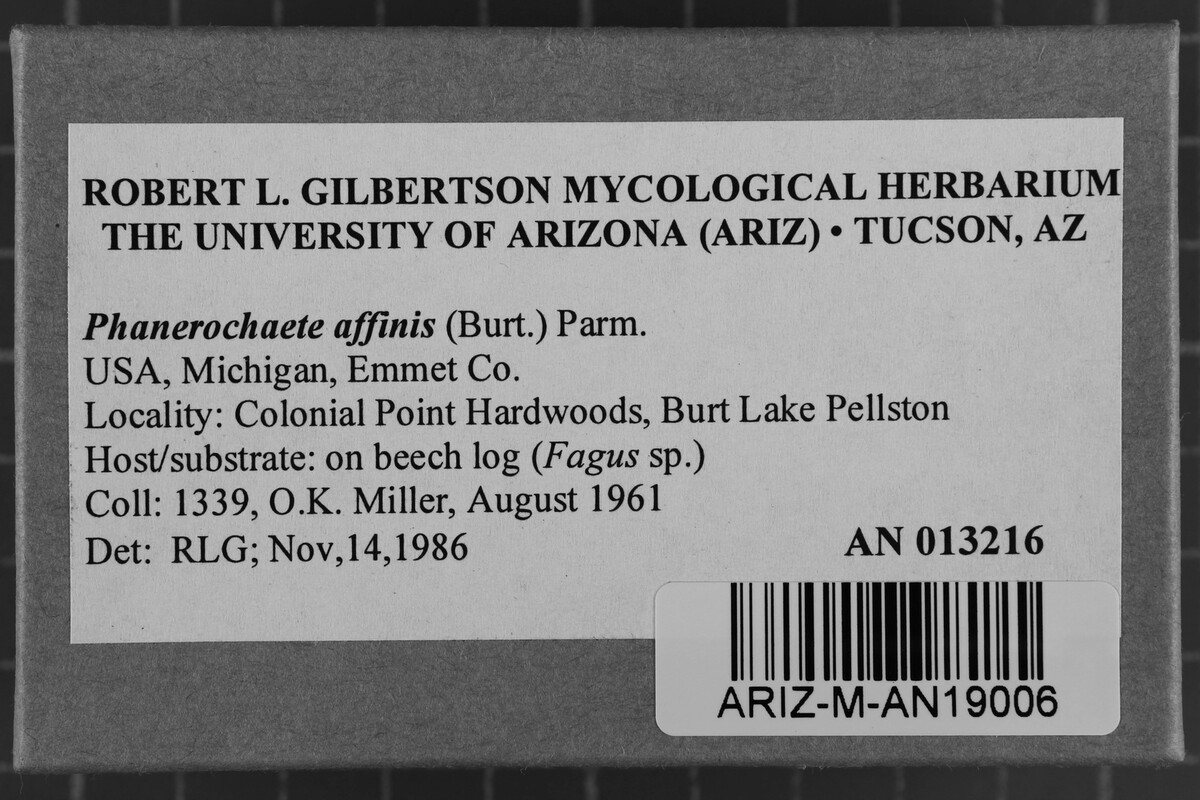 ROBERT L. GILBERTSON MYCOLOGICAL HERBARIUM
THE UNIVERSITY OF ARIZONA (ARIZ) • TUCSON, AZ
Phanerochaete affinis (Burt.) Parm.
USA, Michigan, Emmet Co.
Locality: Colonial Point Hardwoods, Burt Lake Pellston
Host/substrate: on beech log (Fagus sp.)
Coll: 1339, O.K. Miller, August 1961
Det: RLG; Nov,14,1986
AN 013216
ARIZ-M-AN19006